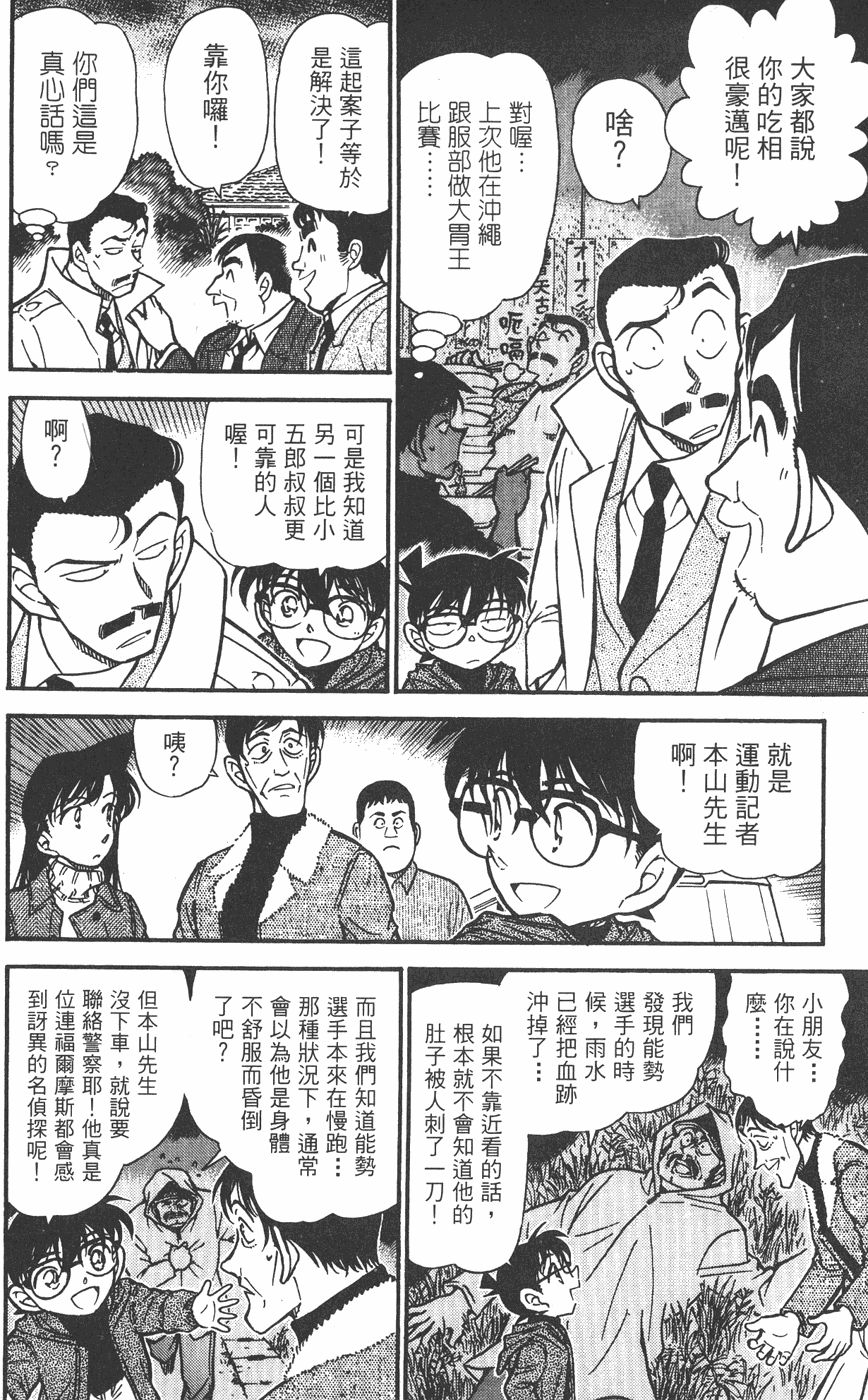 大家都說
你的吃相
很豪邁呢！
啥？
對喔…
上次他在沖繩
跟服部做大胃王
比賽……
オリオン
呃嗝
這起案子等於
是解決了！
靠你囉！
你們這是
真心話嗎？
可是我知道
另一個比小
五郎叔叔更
可靠的人
喔！
啊？
就是
運動記者
本山先生
啊！
咦？
小朋友…
你在說什
麼……
我們
發現能勢
選手的時
候，雨水
已經把血跡
沖掉了…
如果不靠近看的話，
根本就不會知道他的
肚子被人刺了一刀！
而且我們知道能勢
選手本來在慢跑…
那種狀況下，通常
會以為他是身體
不舒服而昏倒
了吧？
但本山先生
沒下車，就說要
聯絡警察耶！他真是
位連福爾摩斯都會感
到訝異的名偵探呢！